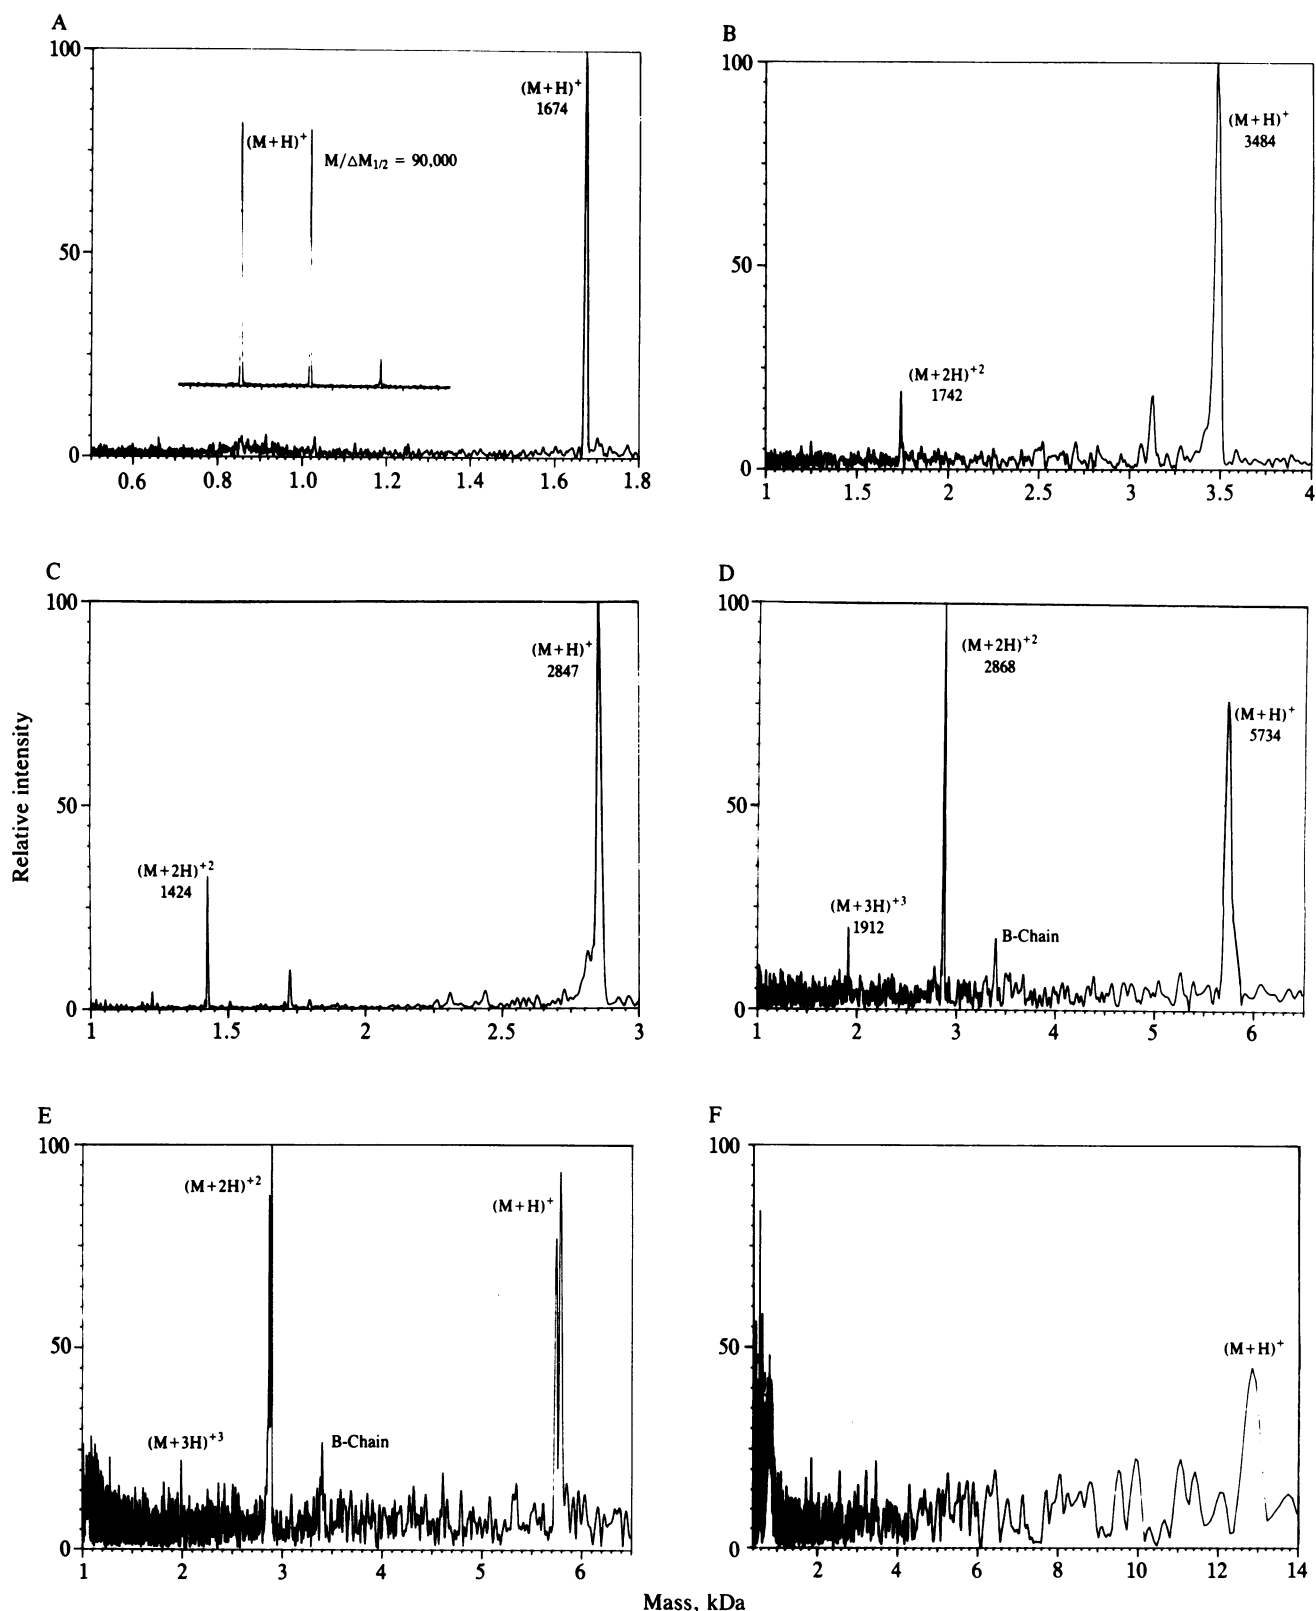 A
100
50
0
(M+H)+
1674
(M+H)+
M/ΔM1/2 = 90,000
0.6 0.8 1.0 1.2 1.4 1.6 1.8
B
100
50
0
(M+H)+
3484
(M+2H)+2
1742
1 1.5 2 2.5 3 3.5 4
C
100
50
0
(M+H)+
2847
(M+2H)+2
1424
1 1.5 2 2.5 3
D
100
50
0
(M+2H)+2
2868
(M+H)+
5734
(M+3H)+3
1912
B-Chain
1 2 3 4 5 6
Relative intensity
E
100
50
0
(M+2H)+2
(M+H)+
(M+3H)+3
B-Chain
1 2 3 4 5 6
F
100
50
0
(M+H)+
2 4 6 8 10 12 14
Mass, kDa